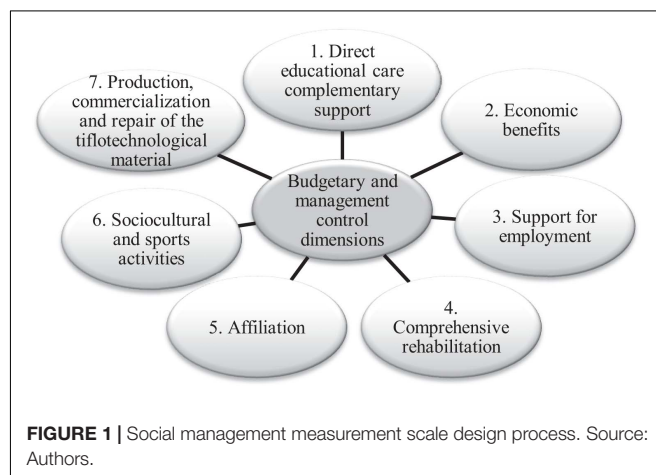 1. Direct
educational care
complementary
support
2. Economic
benefits
3. Support for
employment
4.
Comprehensive
rehabilitation
5. Affiliation
6. Sociocultural
and sports
activities
7. Production,
commercialization
and repair of the
tiflotechnological
material
Budgetary and
management
control
dimensions
FIGURE 1 | Social management measurement scale design process. Source:
Authors.